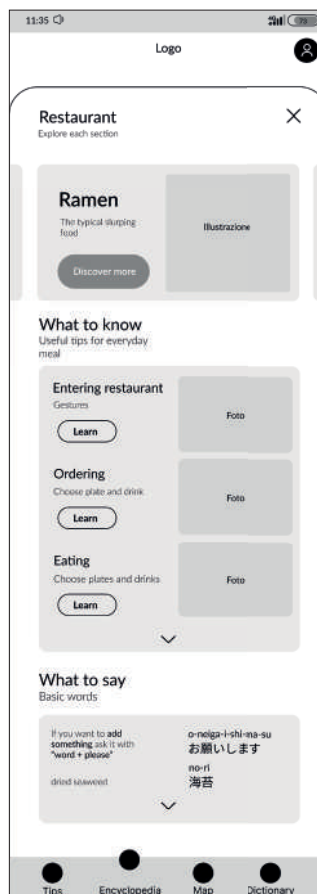 11:35
4G
73
Logo
Restaurant
Explore each section
Ramen
The typical slurping
food
Illustrazione
Discover more
What to know
Useful tips for everyday
meal
Entering restaurant
Gestures
Foto
Learn
Ordering
Choose plate and drink
Foto
Learn
Eating
Choose plates and drinks
Foto
Learn
What to say
Basic words
If you want to add
something ask it with
"word + please"
o-neiga-i-shi-ma-su
お願いします
no-ri
dried seaweed
海苔
Tips
Encyclopedia
Map
Dictionary